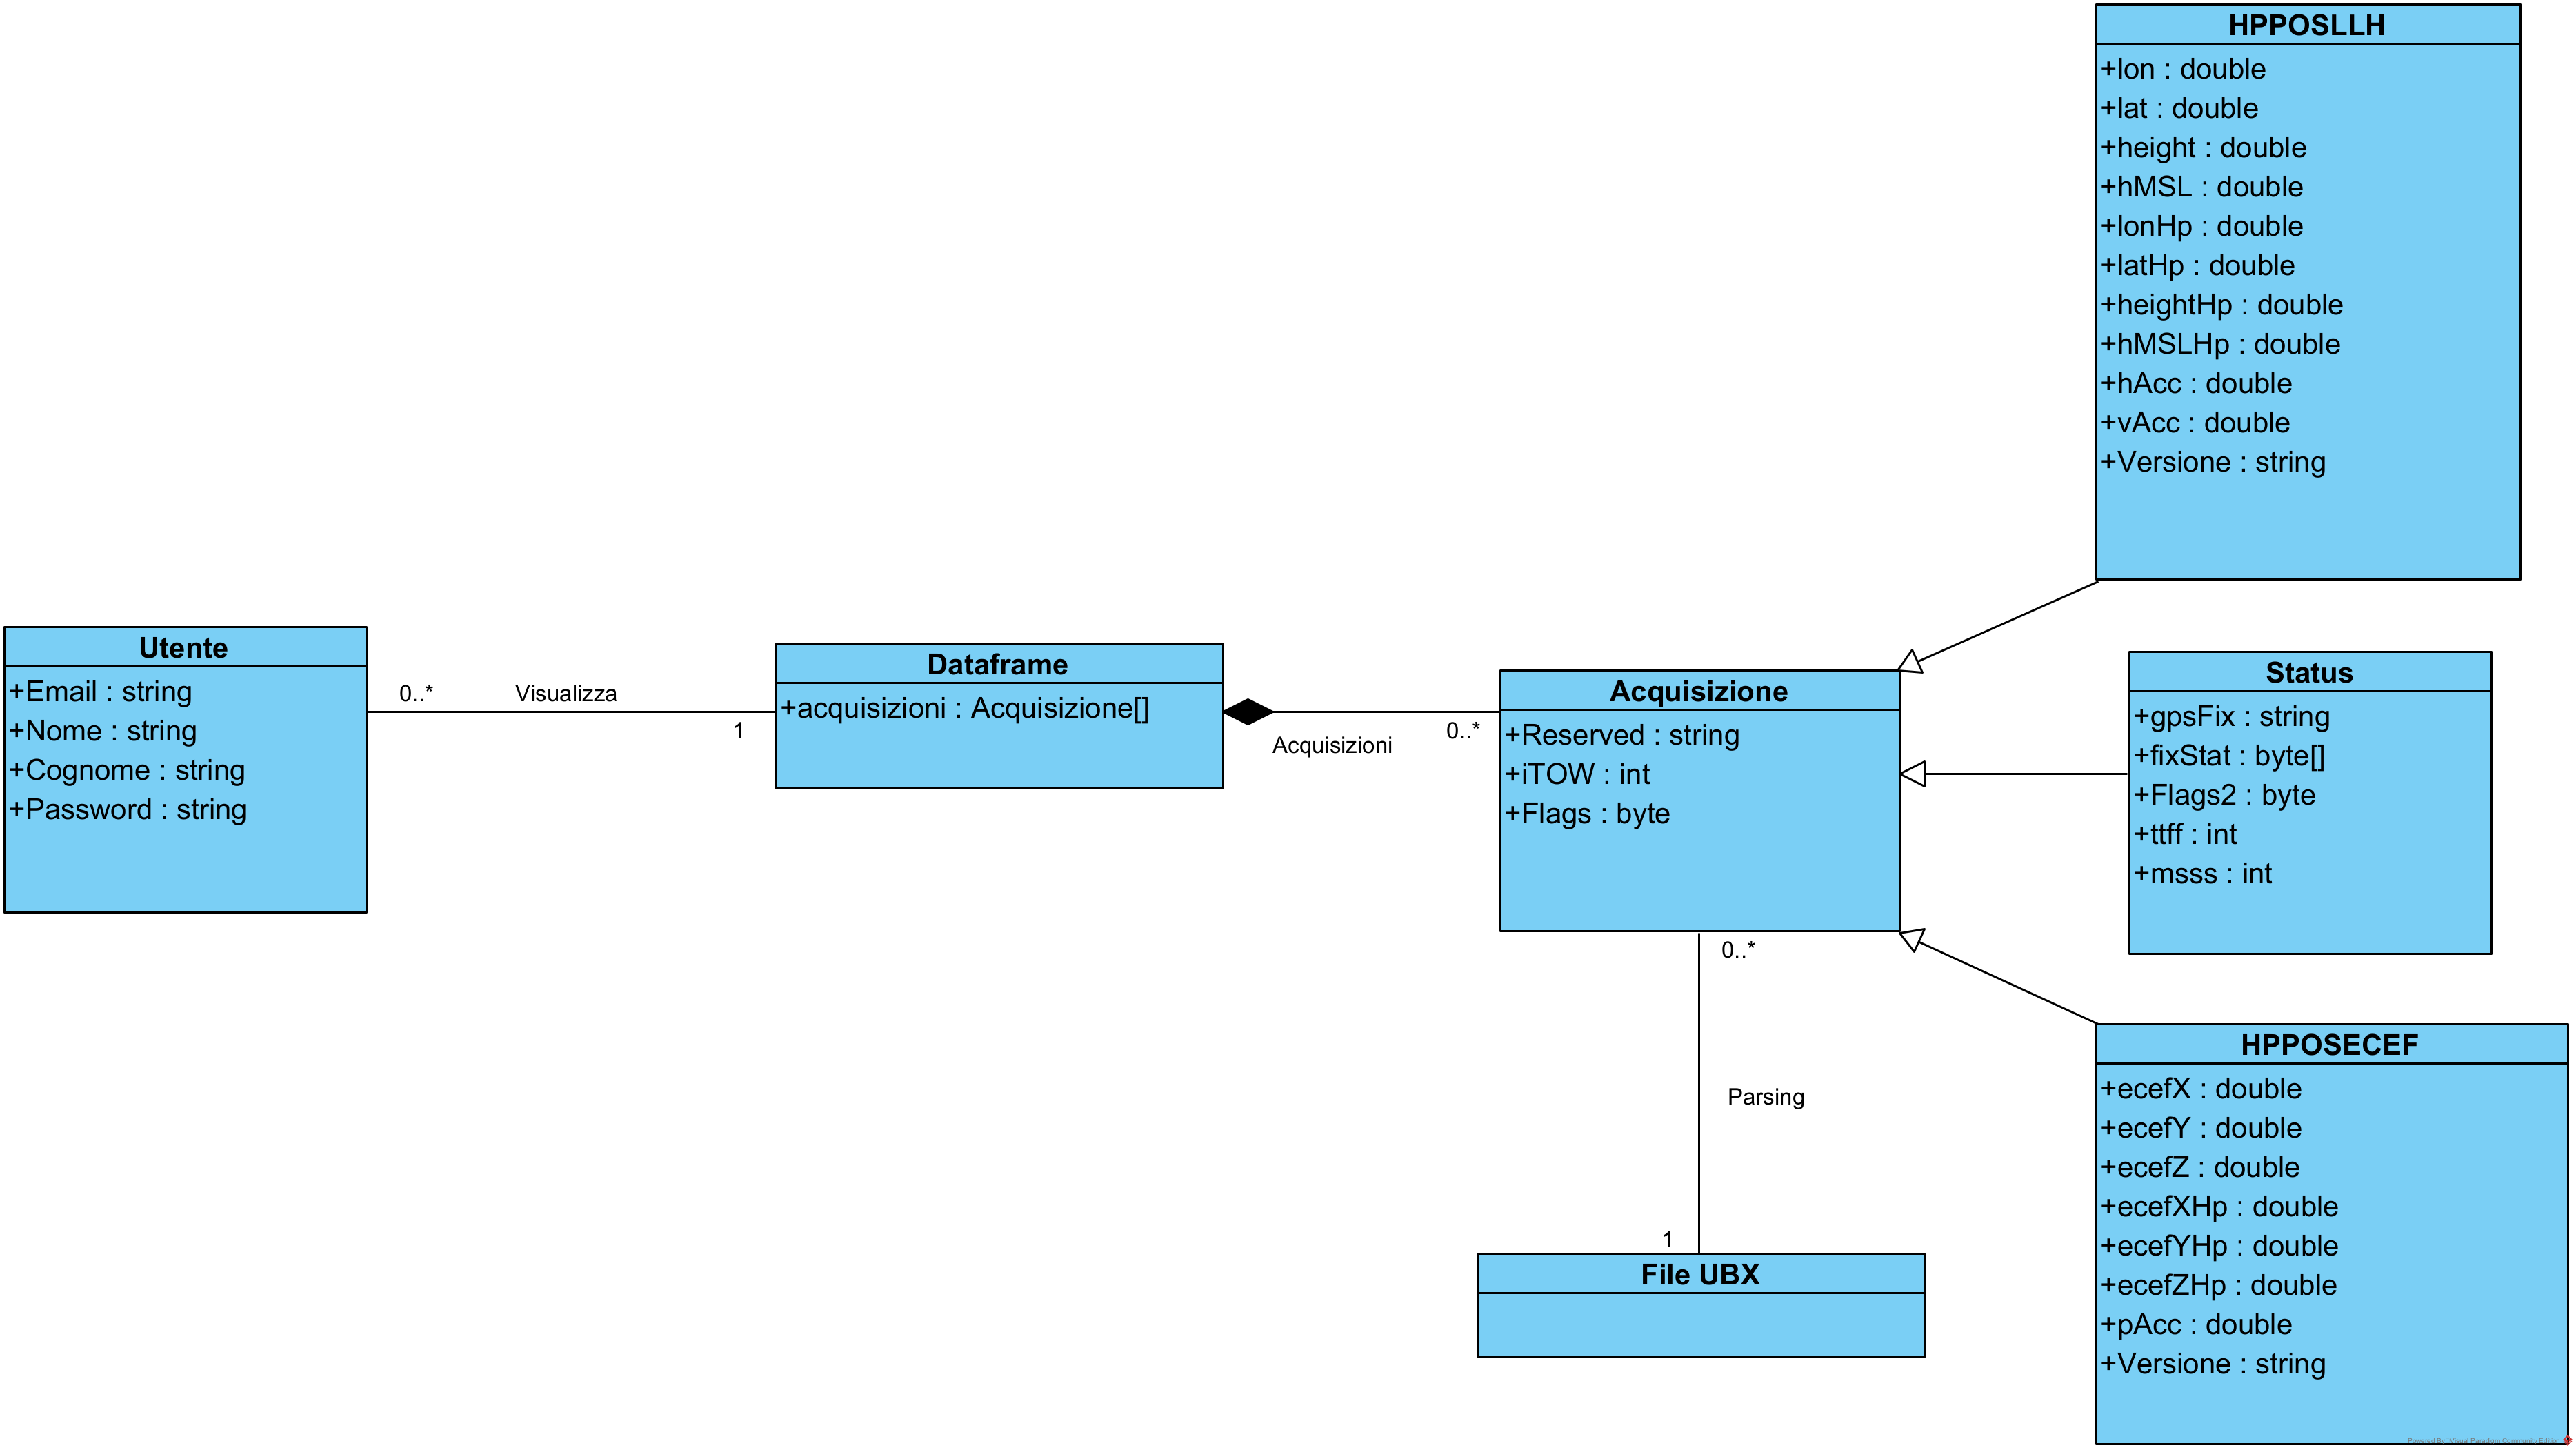 HPPOSLLH
+lon : double
+lat : double
+height : double
+hMSL : double
+lonHp : double
+latHp : double
+heightHp : double
+hMSLHp : double
+hAcc : double
+vAcc : double
+Versione : string
Utente
+Email : string
+Nome : string
+Cognome : string
+Password : string
0..*
Visualizza
1
Dataframe
+acquisizioni : Acquisizione[]
Acquisizioni
0..*
Acquisizione
+Reserved : string
+iTOW : int
+Flags : byte
Status
+gpsFix : string
+fixStat : byte[]
+Flags2 : byte
+ttff : int
+msss : int
0..*
Parsing
1
File UBX
HPPOSECEF
+ecefX : double
+ecefY : double
+ecefZ : double
+ecefXHp : double
+ecefYHp : double
+ecefZHp : double
+pAcc : double
+Versione : string
Powered By Visual Paradigm Community Edition